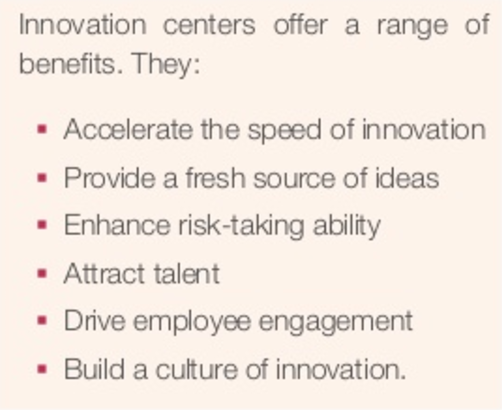 Innovation centers offer a range of
benefits. They:
▪ Accelerate the speed of innovation
▪ Provide a fresh source of ideas
▪ Enhance risk-taking ability
▪ Attract talent
▪ Drive employee engagement
▪ Build a culture of innovation.